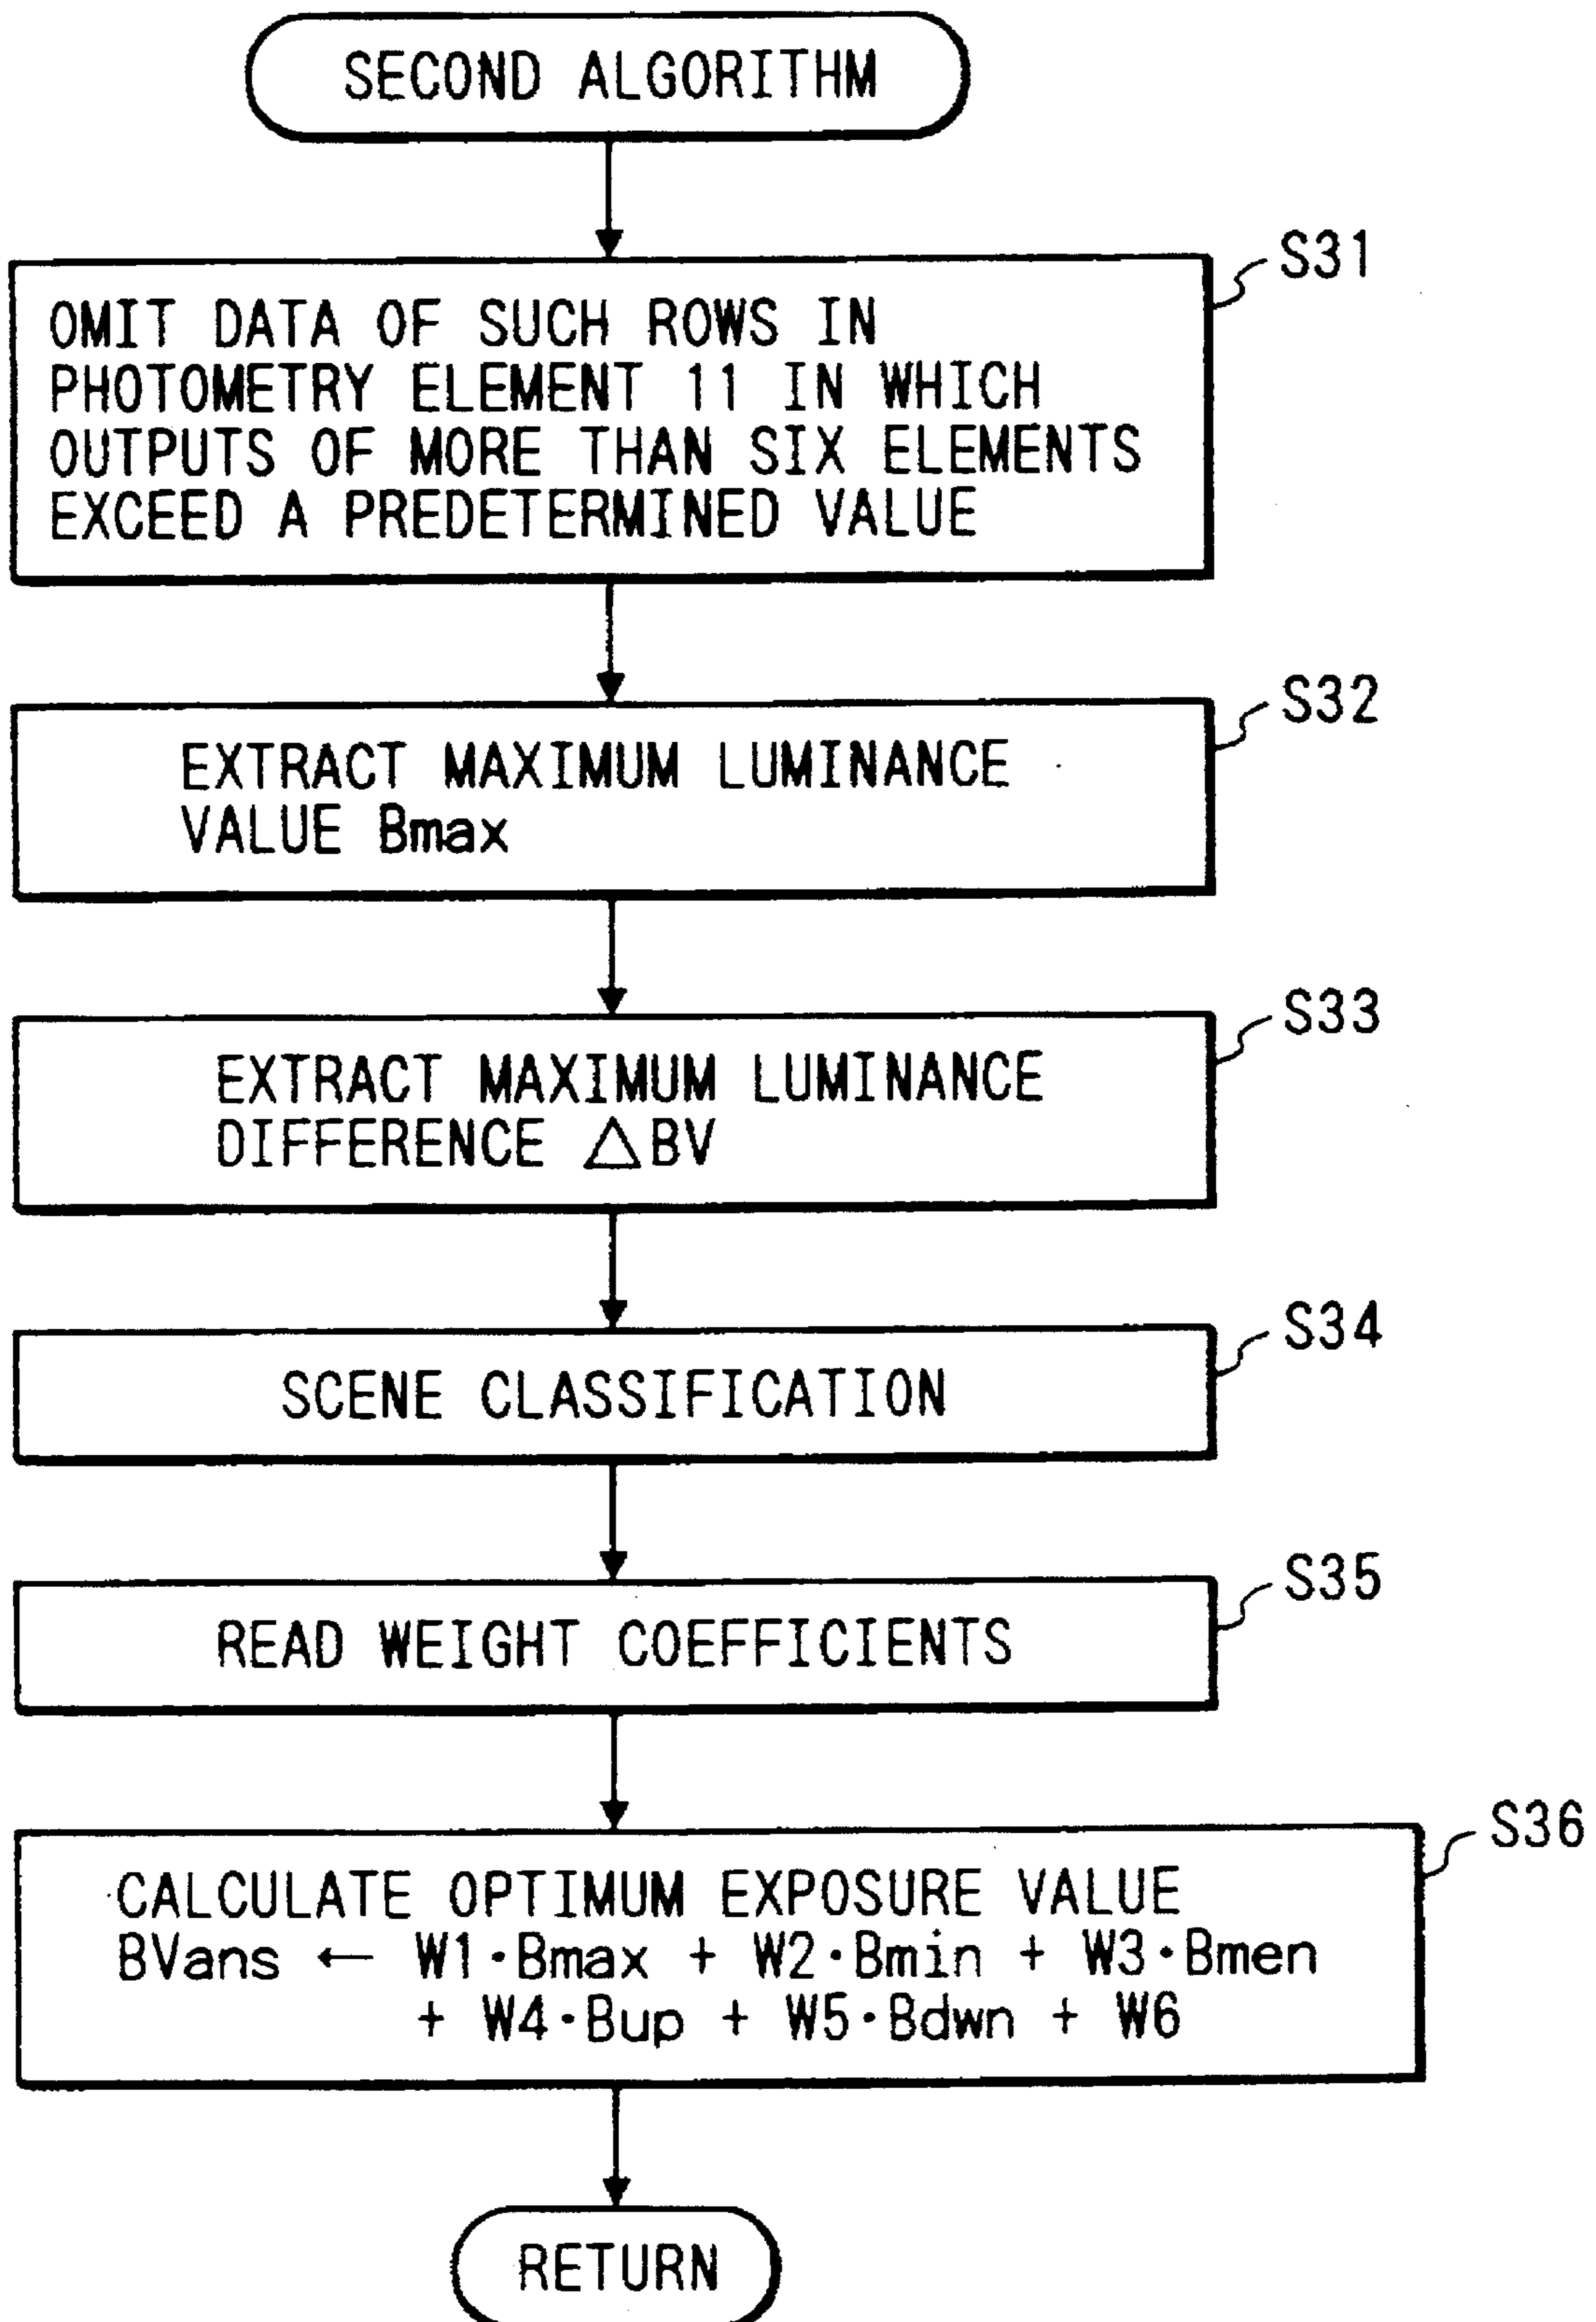 SECOND ALGORITHM
S31
OMIT DATA OF SUCH ROWS IN
PHOTOMETRY ELEMENT 11 IN WHICH
OUTPUTS OF MORE THAN SIX ELEMENTS
EXCEED A PREDETERMINED VALUE
S32
EXTRACT MAXIMUM LUMINANCE
VALUE Bmax
S33
EXTRACT MAXIMUM LUMINANCE
DIFFERENCE △BV
S34
SCENE CLASSIFICATION
S35
READ WEIGHT COEFFICIENTS
S36
CALCULATE OPTIMUM EXPOSURE VALUE
BVans ← W1·Bmax + W2·Bmin + W3·Bmen
+ W4·Bup + W5·Bdwn + W6
RETURN